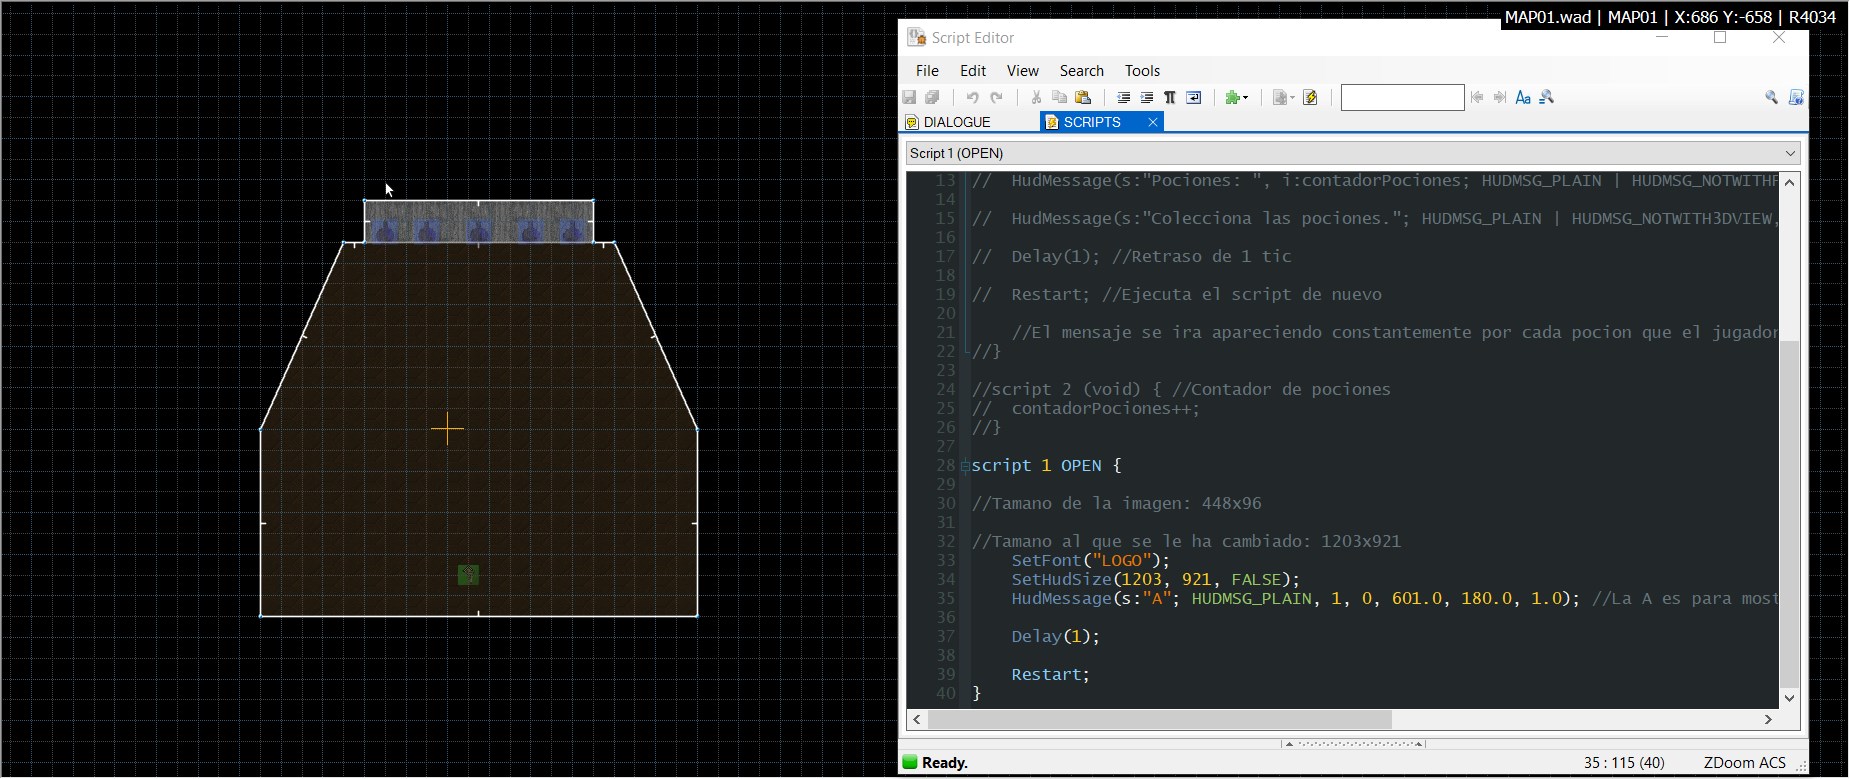 MAP01.wad | MAP01 | X:686 Y:-658 | R4034
Script Editor
File Edit View Search Tools
DIALOGUE SCRIPTS
Script 1 (OPEN)
13 // HudMessage(s:"Pociones: ", i:contadorPociones; HUDMSG_PLAIN | HUDMSG_NOTWITHF
14
15 // HudMessage(s:"Colecciona las pociones."; HUDMSG_PLAIN | HUDMSG_NOTWITH3DVIEW,
16
17 // Delay(1); //Retraso de 1 tic
18
19 // Restart; //Ejecuta el script de nuevo
20
21 //El mensaje se ira apareciendo constantemente por cada pocion que el jugador
22 //}
23
24 //script 2 (void) { //Contador de pociones
25 // contadorPociones++;
26 //}
27
28 script 1 OPEN {
29
30 //Tamano de la imagen: 448x96
31
32 //Tamano al que se le ha cambiado: 1203x921
33 SetFont("LOGO");
34 SetHudSize(1203, 921, FALSE);
35 HudMessage(s:"A"; HUDMSG_PLAIN, 1, 0, 601.0, 180.0, 1.0); //La A es para most
36
37 Delay(1);
38
39 Restart;
40 }
Ready. 35 : 115 (40) ZDoom ACS